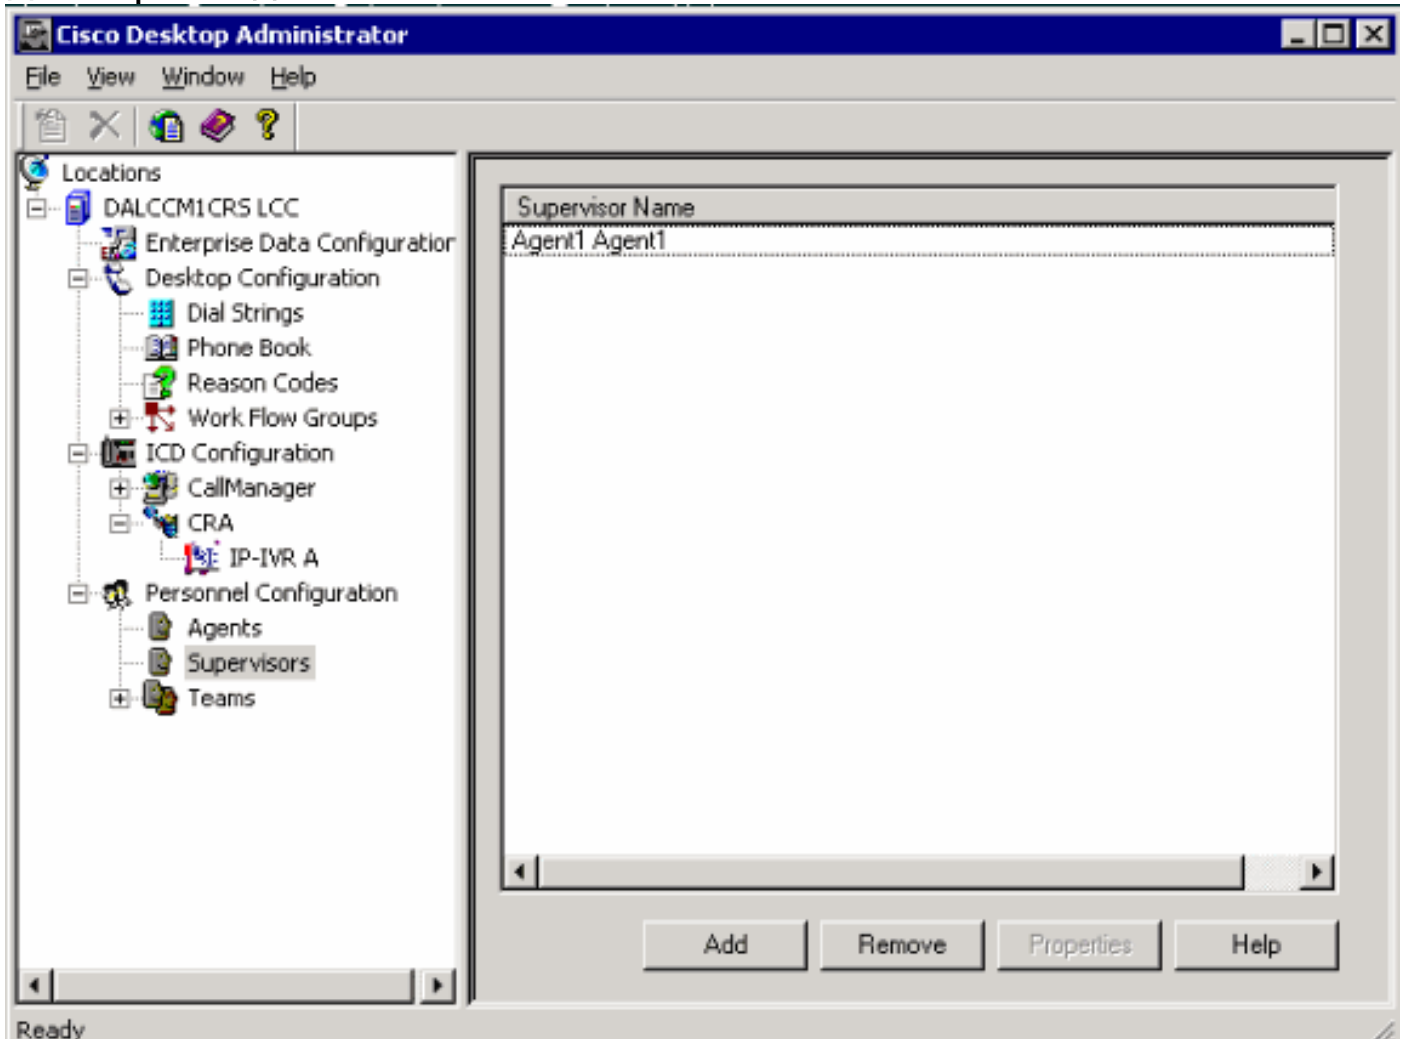 Cisco Desktop Administrator
File View Window Help
Locations
DALCCM1CRS LCC
Enterprise Data Configuration
Desktop Configuration
Dial Strings
Phone Book
Reason Codes
Work Flow Groups
ICD Configuration
CallManager
CRA
IP-IVR A
Personnel Configuration
Agents
Supervisors
Teams
Supervisor Name
Agent1 Agent1
Add Remove Properties Help
Ready